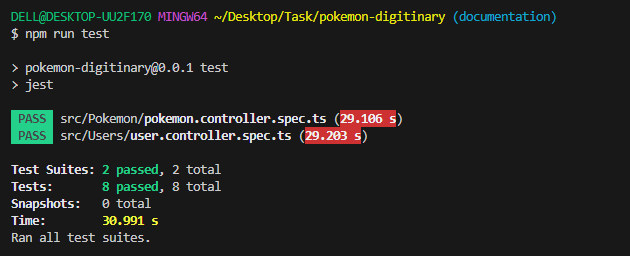 DELL@DESKTOP-UU2F170 MINGW64 ~/Desktop/Task/pokemon-digitinary (documentation)
$ npm run test
> pokemon-digitinary@0.0.1 test
> jest
PASS src/Pokemon/pokemon.controller.spec.ts (29.106 s)
PASS src/Users/user.controller.spec.ts (29.203 s)
Test Suites: 2 passed, 2 total
Tests: 8 passed, 8 total
Snapshots: 0 total
Time: 30.991 s
Ran all test suites.